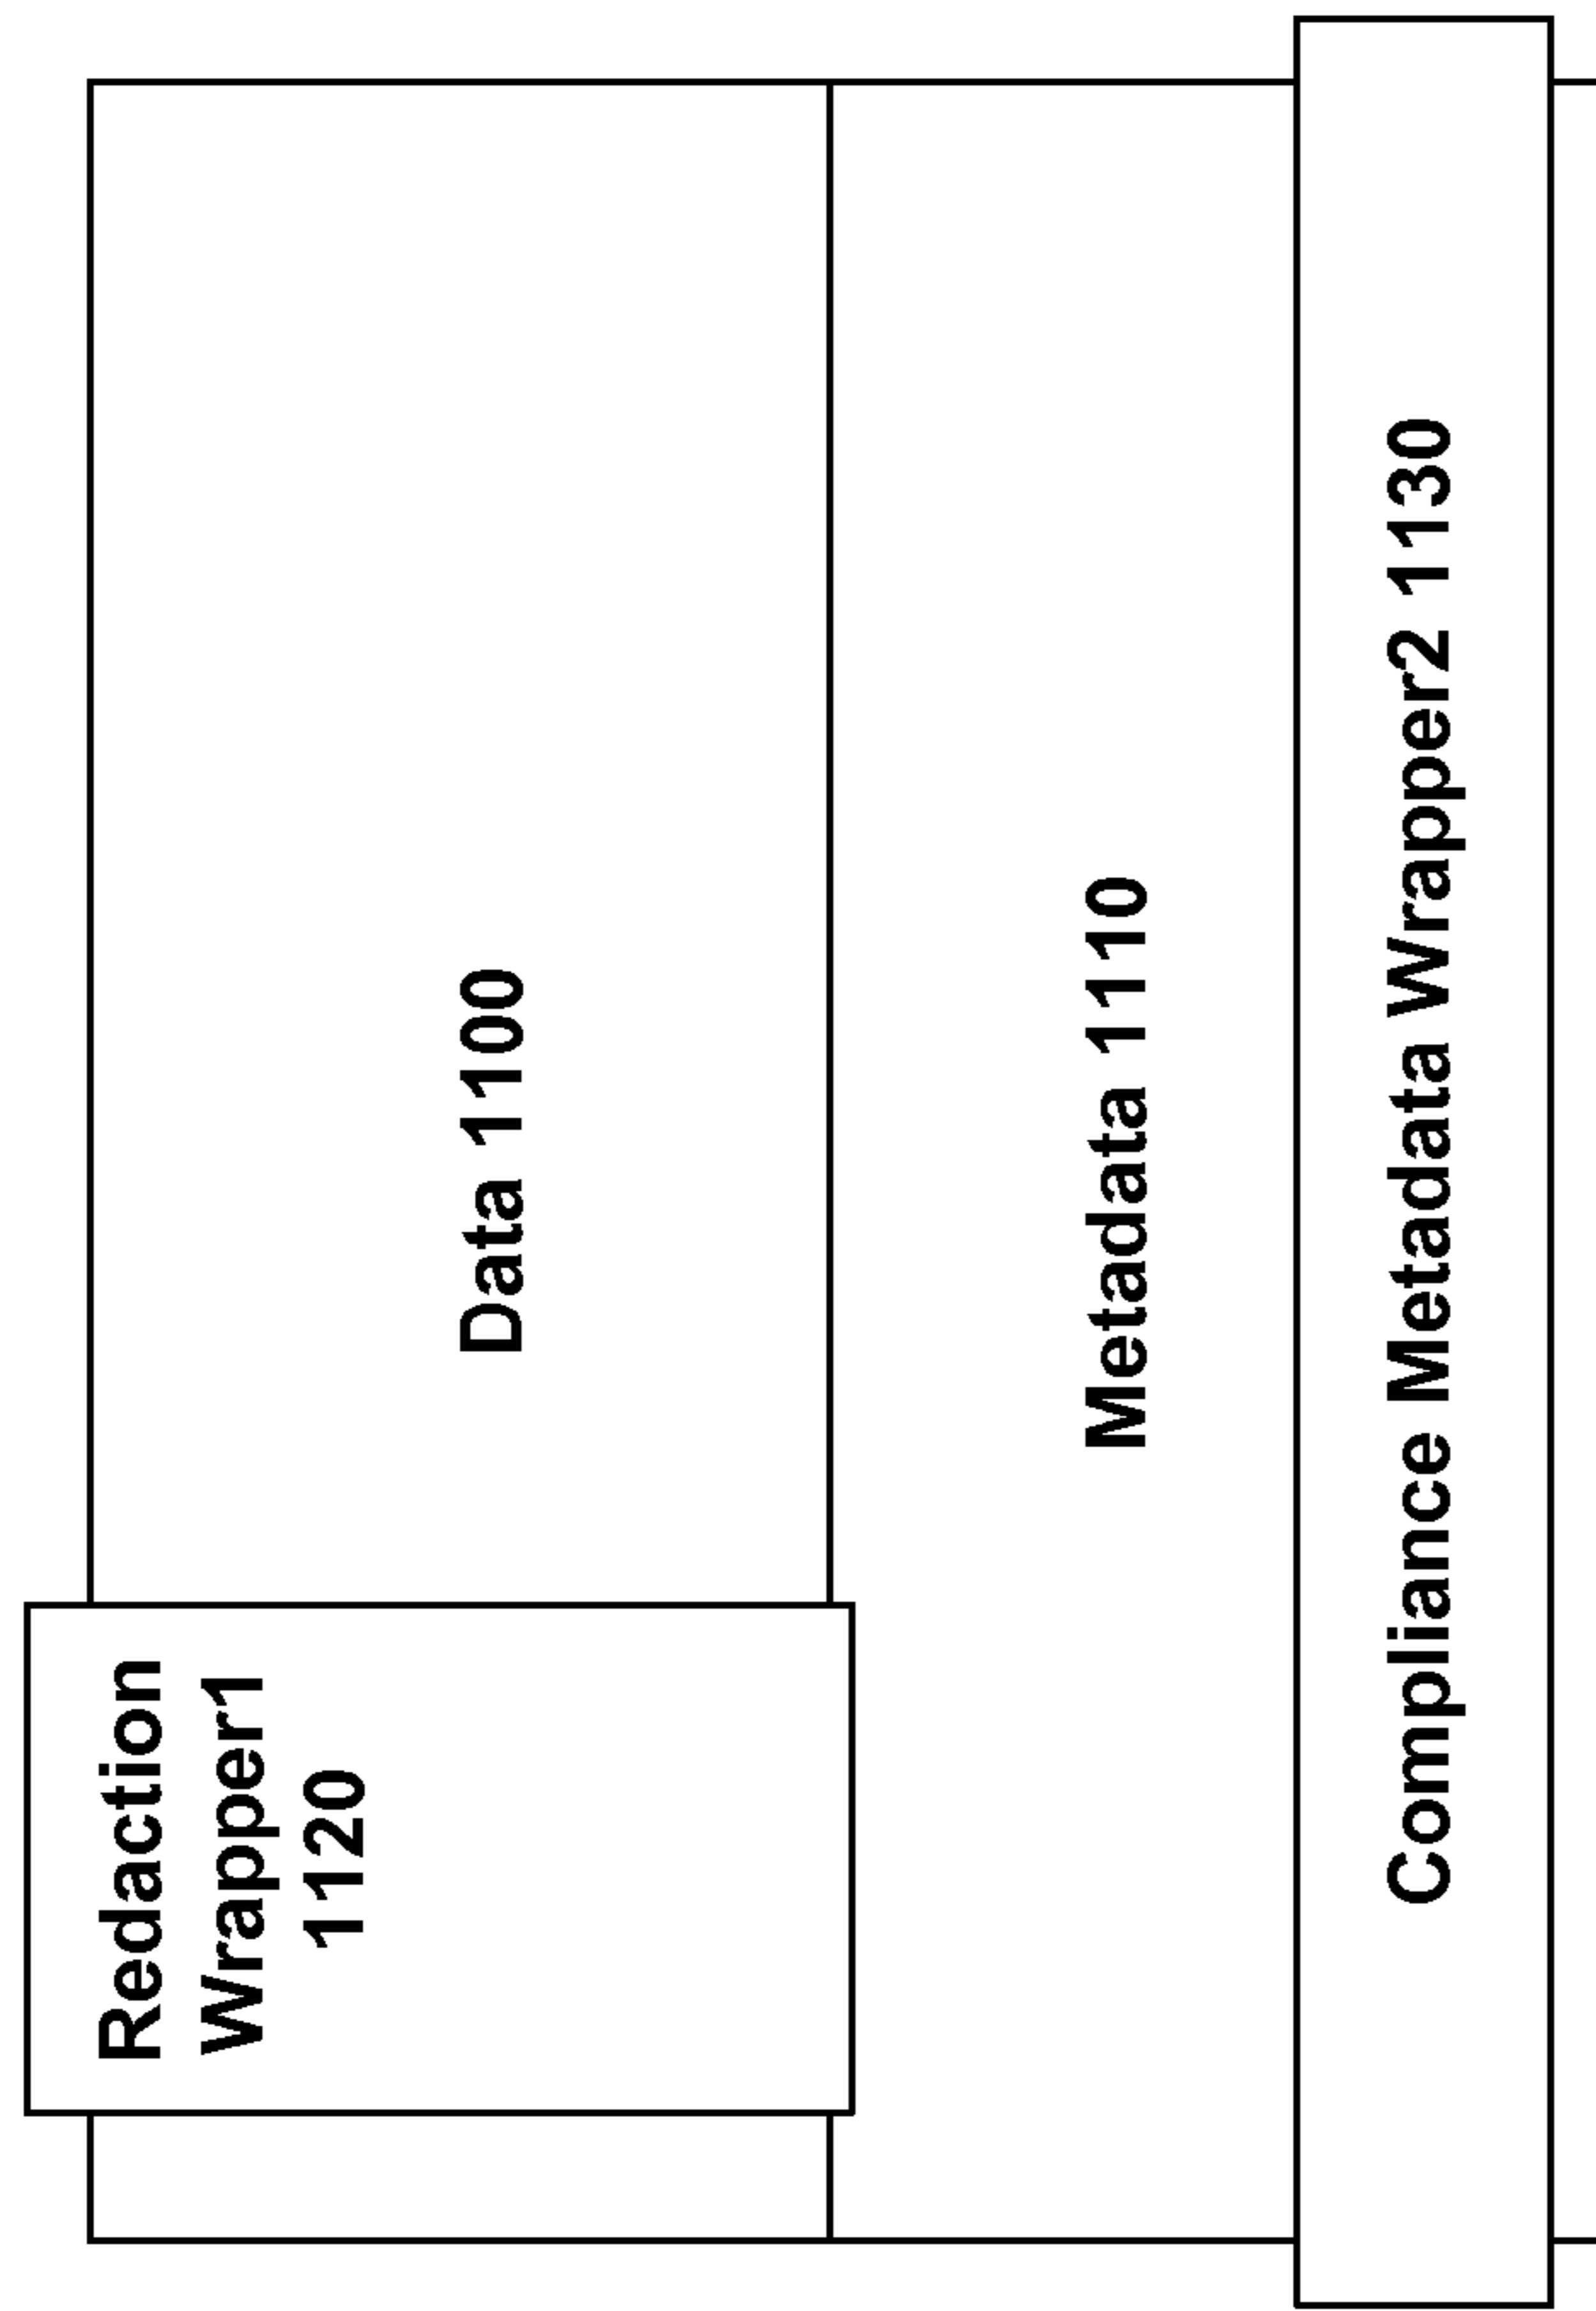 Redaction
Wrapper1
1120
Data 1100
Metadata 1110
Compliance Metadata Wrapper2 1130